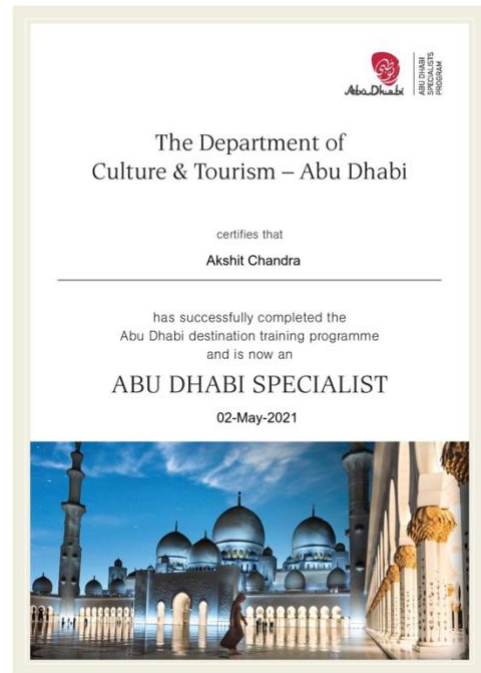 Abu Dhabi
ABU DHABI
SPECIALISTS
PROGRAM
The Department of
Culture & Tourism – Abu Dhabi
certifies that
Akshit Chandra
has successfully completed the
Abu Dhabi destination training programme
and is now an
ABU DHABI SPECIALIST
02-May-2021